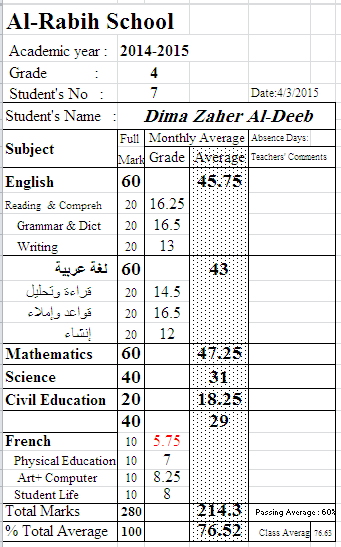 Al-Rabih School
Academic year : 2014-2015
Grade : 4
Student's No : 7 Date:4/3/2015
Student's Name : Dima Zaher Al-Deeb
Subject Full Mark Monthly Average Absence Days:
Grade Average Teachers' Comments
English 60 45.75
Reading & Compreh 20 16.25
Grammar & Dict 20 16.5
Writing 20 13
لغة عربية 60 43
قراءة وتحليل 20 14.5
قواعد وإملاء 20 16.5
إنشاء 20 12
Mathematics 60 47.25
Science 40 31
Civil Education 20 18.25
40 29
French 10 5.75
Physical Education 10 7
Art+ Computer 10 8.25
Student Life 10 8
Total Marks 280 214.3 Passing Average : 60%
% Total Average 100 76.52 Class Averag 76.63